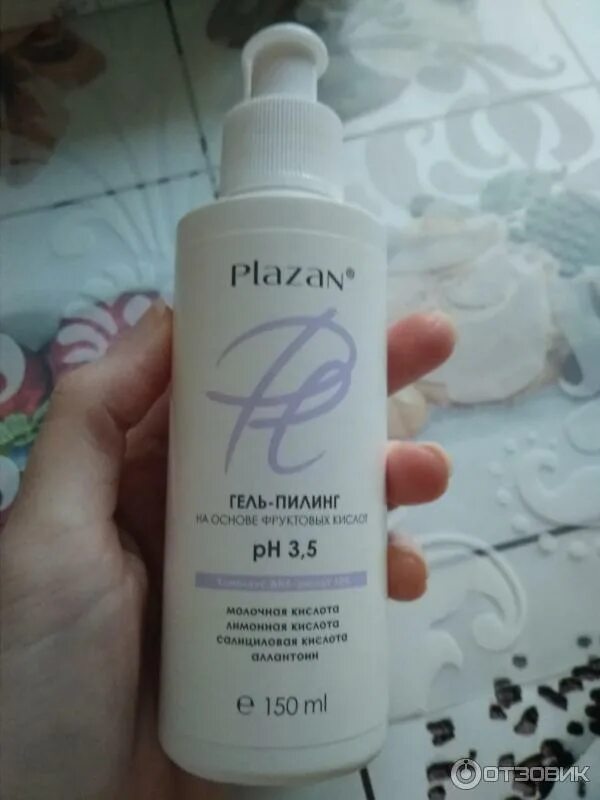 Plazan®
ГЕЛЬ-ПИЛИНГ
НА ОСНОВЕ ФРУКТОВЫХ КИСЛОТ
pH 3,5
молочная кислота
лимонная кислота
салициловая кислота
аллантоин
e 150 ml
ОТЗОВИК